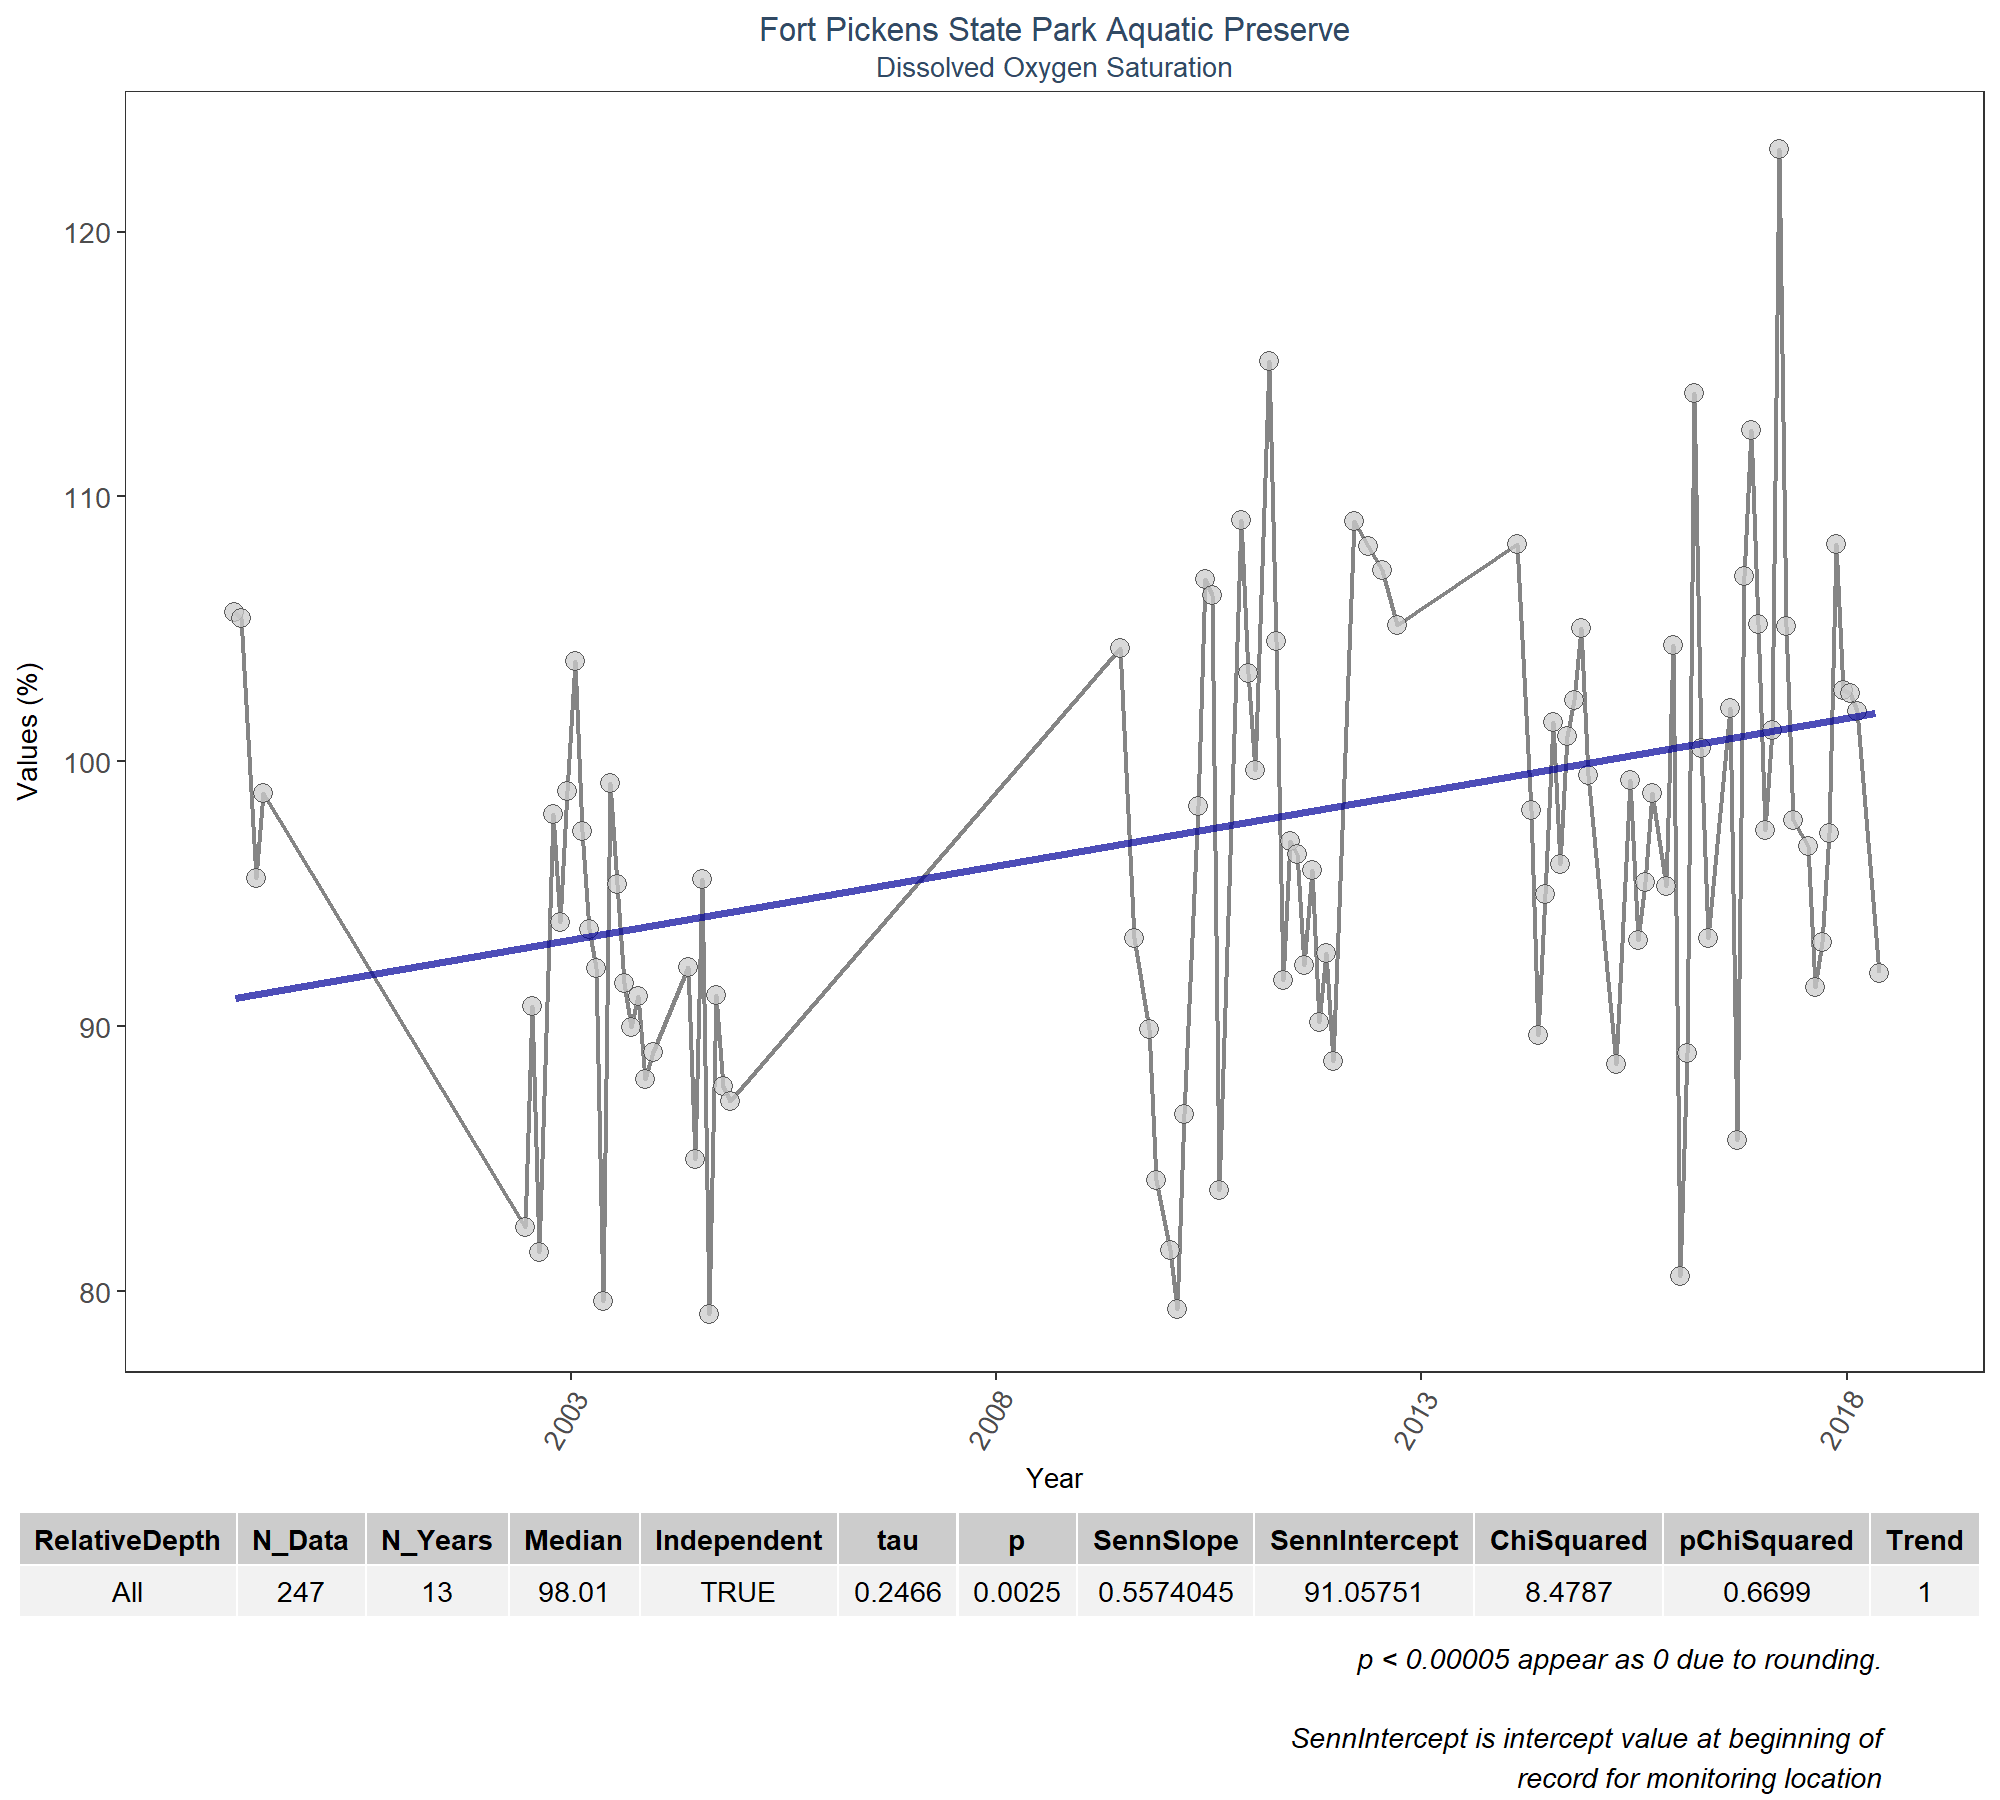 Fort Pickens State Park Aquatic Preserve
Dissolved Oxygen Saturation
Values (%)
120
110
100
90
80
2003
2008
2013
2018
Year
RelativeDepth N_Data N_Years Median Independent tau p SennSlope SennIntercept ChiSquared pChiSquared Trend
All 247 13 98.01 TRUE 0.2466 0.0025 0.5574045 91.05751 8.4787 0.6699 1
p < 0.00005 appear as 0 due to rounding.
SennIntercept is intercept value at beginning of
record for monitoring location